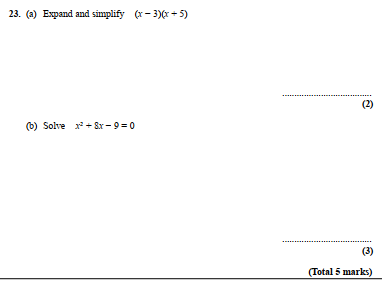 23. (a) Expand and simplify (x – 3)(x + 5)
(2)
(b) Solve x² + 8x – 9 = 0
(3)
(Total 5 marks)